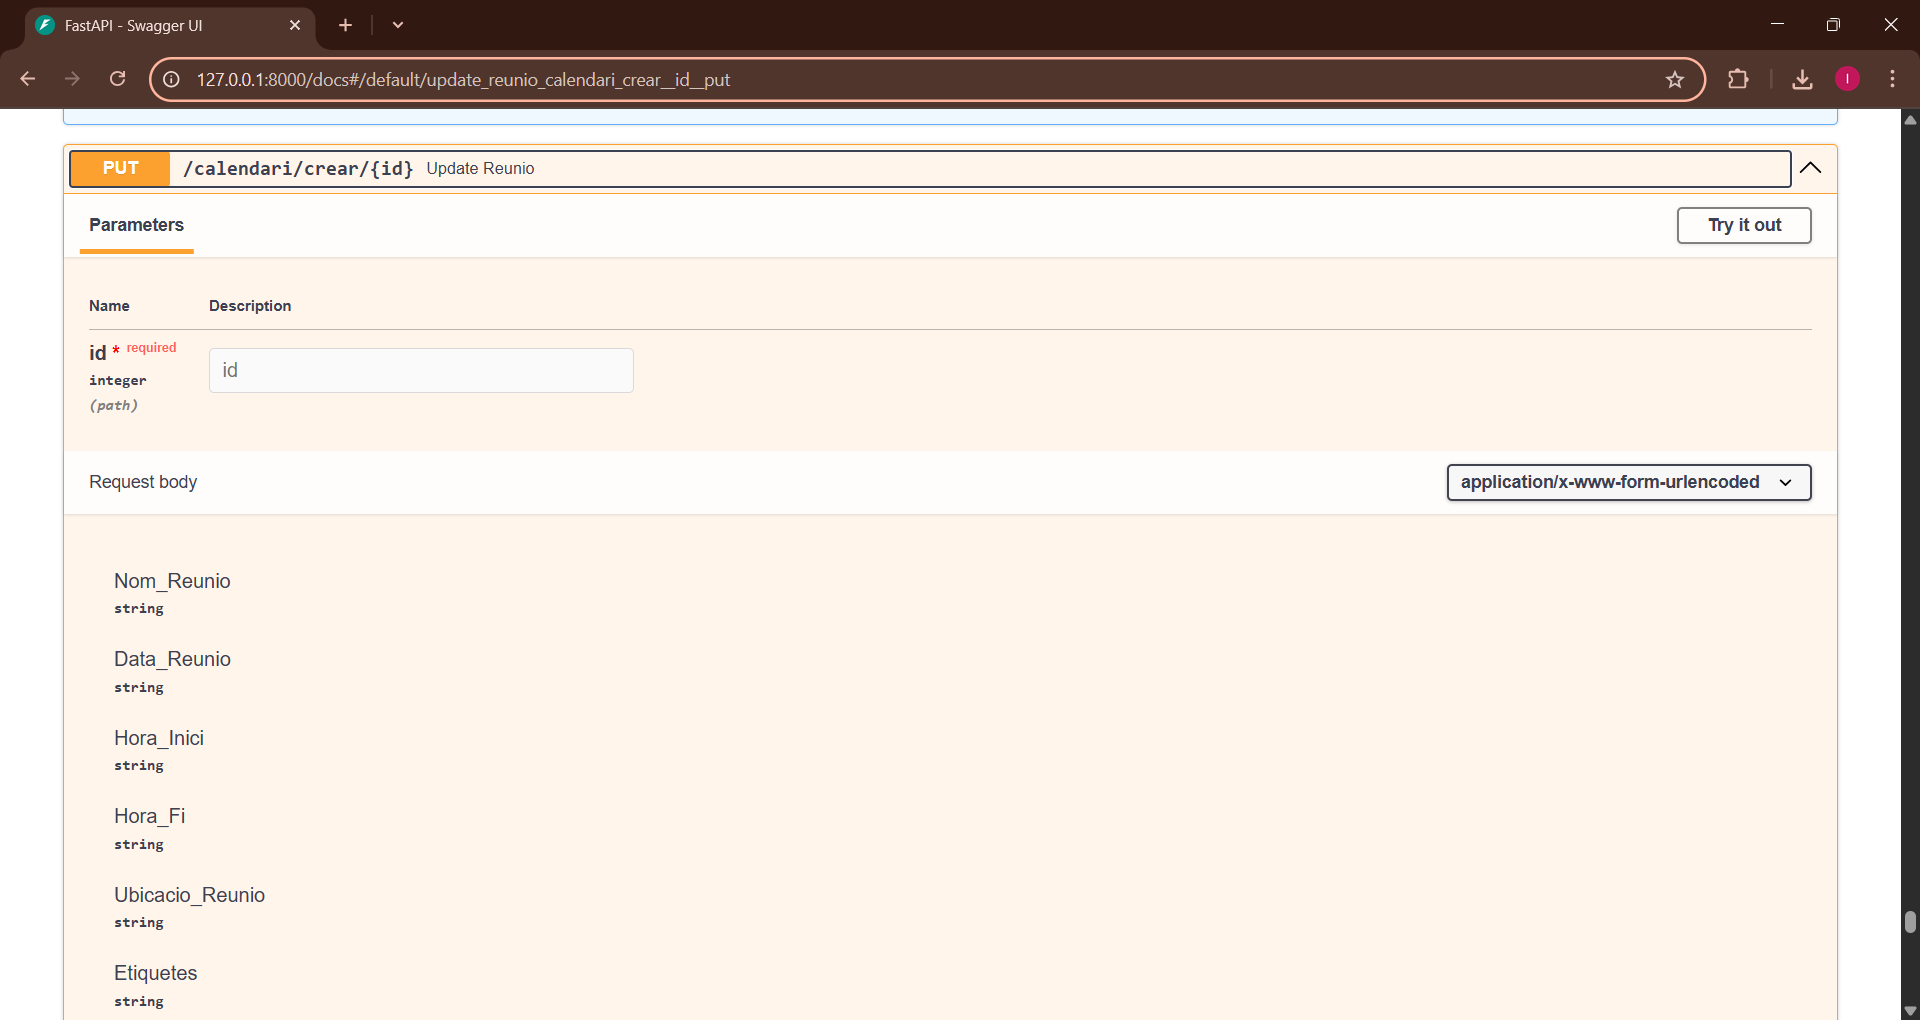 FastAPI - Swagger UI
127.0.0.1:8000/docs#/default/update_reunio_calendari_crear__id__put
I
PUT /calendari/crear/{id} Update Reunio
Parameters
Try it out
Name Description
id * required
integer
(path)
id
Request body
application/x-www-form-urlencoded
Nom_Reunio
string
Data_Reunio
string
Hora_Inici
string
Hora_Fi
string
Ubicacio_Reunio
string
Etiquetes
string